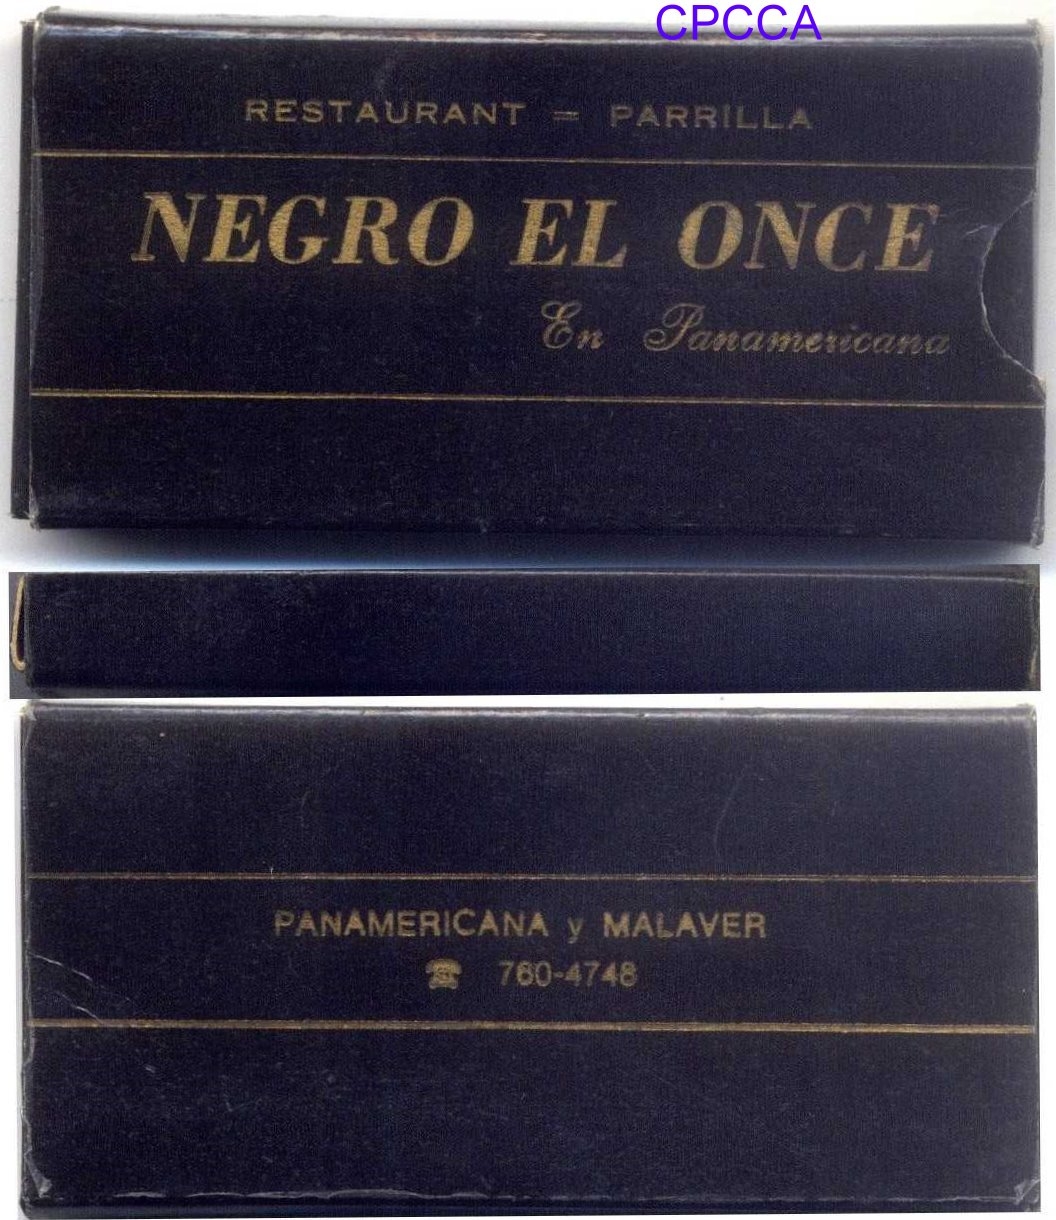 CPCCA
RESTAURANT = PARRILLA
NEGRO EL ONCE
En Panamericana
PANAMERICANA y MALAVER
☎ 760-4748